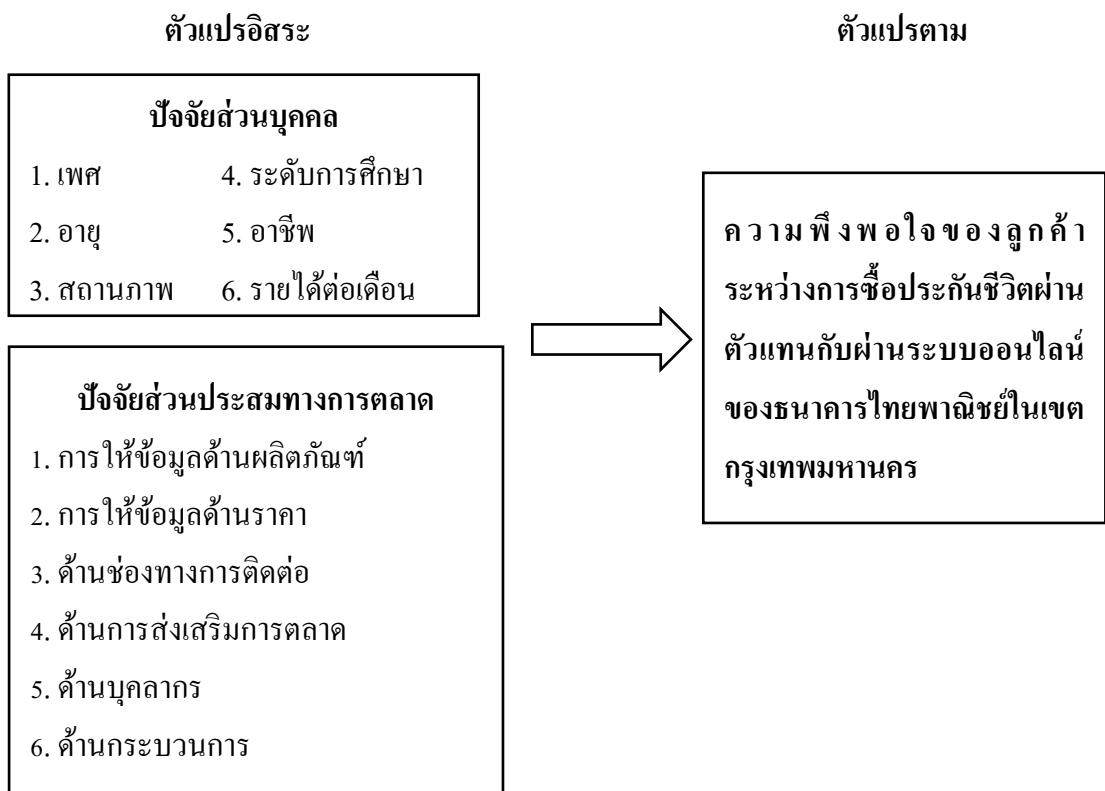 ตัวแปรอิสระ
ตัวแปรตาม
ปัจจัยส่วนบุคคล
1. เพศ 4. ระดับการศึกษา
2. อายุ 5. อาชีพ
3. สถานภาพ 6. รายได้ต่อเดือน
ปัจจัยส่วนประสมทางการตลาด
1. การให้ข้อมูลด้านผลิตภัณฑ์
2. การให้ข้อมูลด้านราคา
3. ด้านช่องทางการติดต่อ
4. ด้านการส่งเสริมการตลาด
5. ด้านบุคลากร
6. ด้านกระบวนการ
ความพึงพอใจของลูกค้า
ระหว่างการซื้อประกันชีวิตผ่าน
ตัวแทนกับผ่านระบบออนไลน์
ของธนาคารไทยพาณิชย์ในเขต
กรุงเทพมหานคร